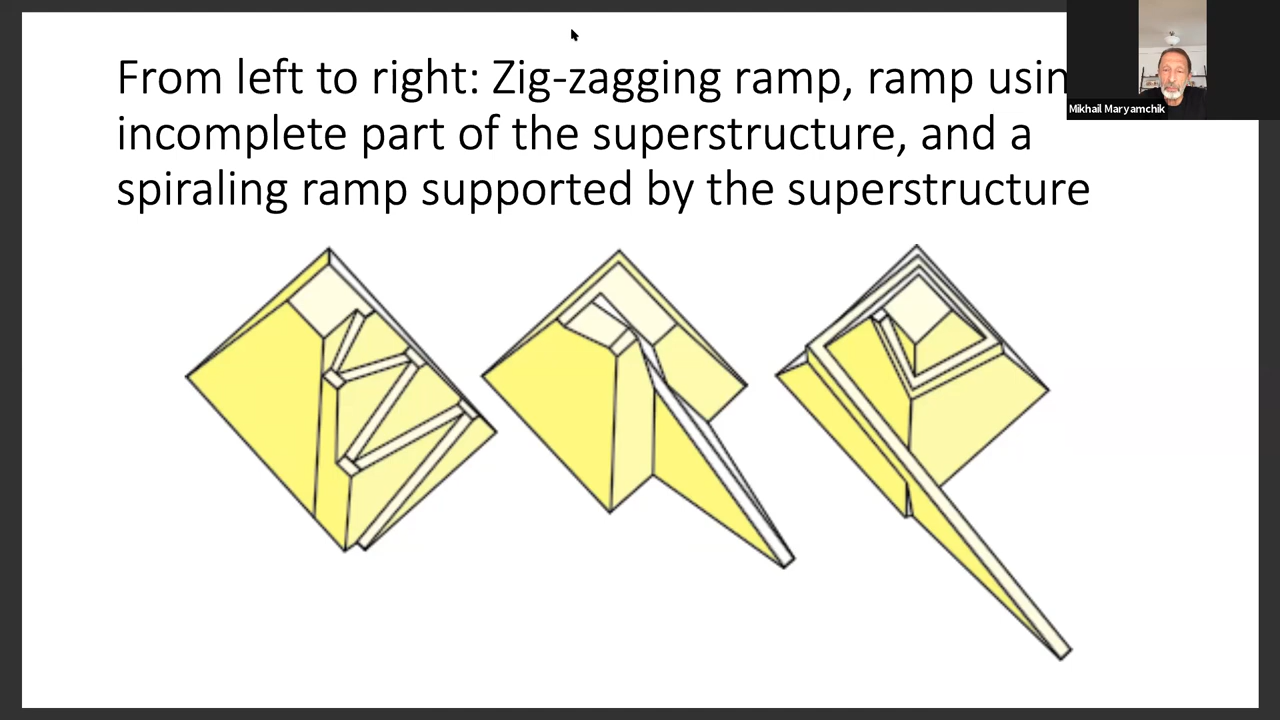 From left to right: Zig-zagging ramp, ramp usin
incomplete part of the superstructure, and a
spiraling ramp supported by the superstructure
Mikhail Maryamchik